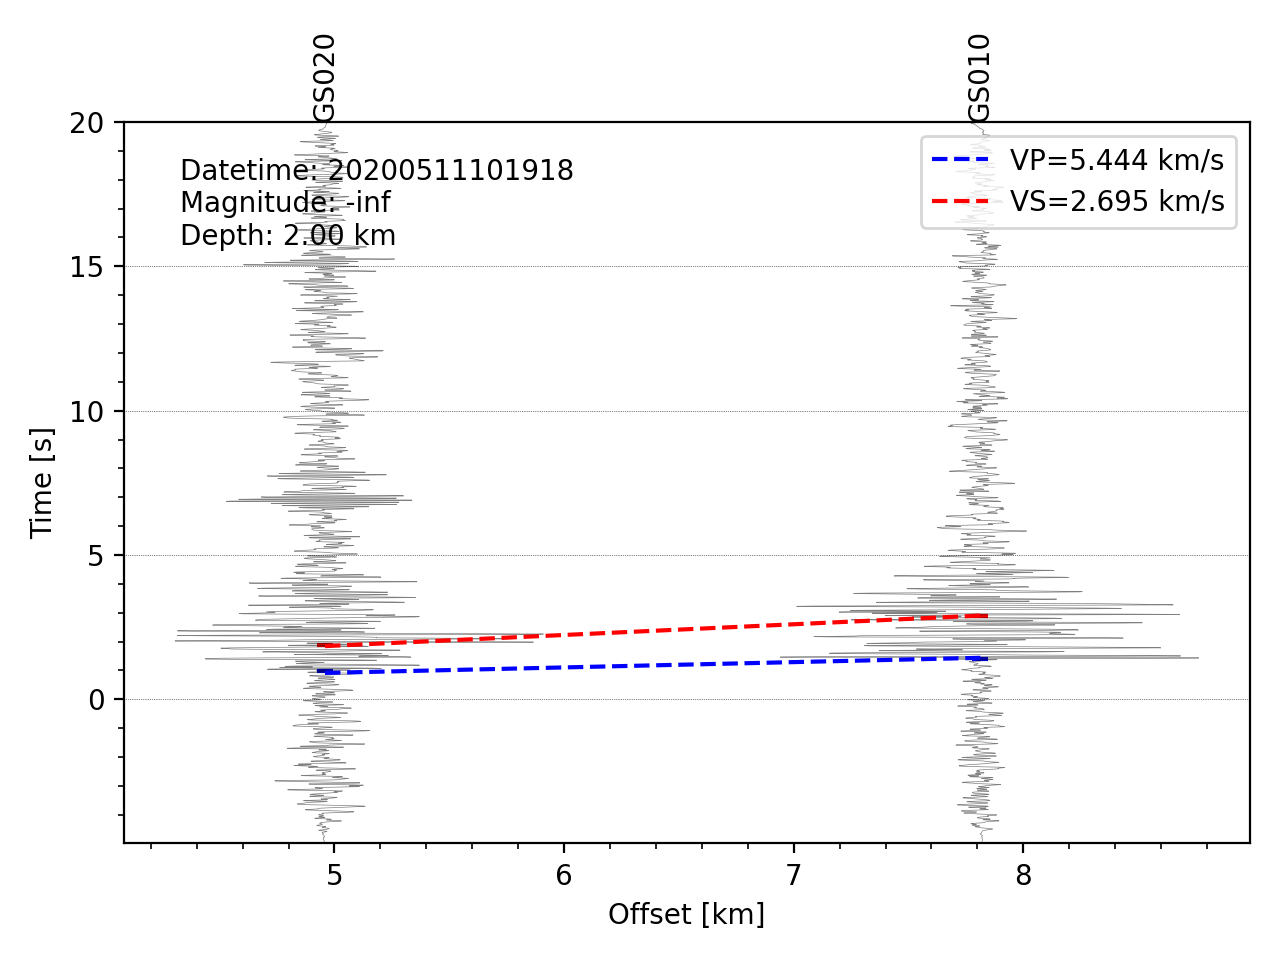 GS020
GS010
20
Datetime: 20200511101918
Magnitude: -inf
Depth: 2.00 km
VP=5.444 km/s
VS=2.695 km/s
15
10
5
0
Time [s]
5
6
7
8
Offset [km]